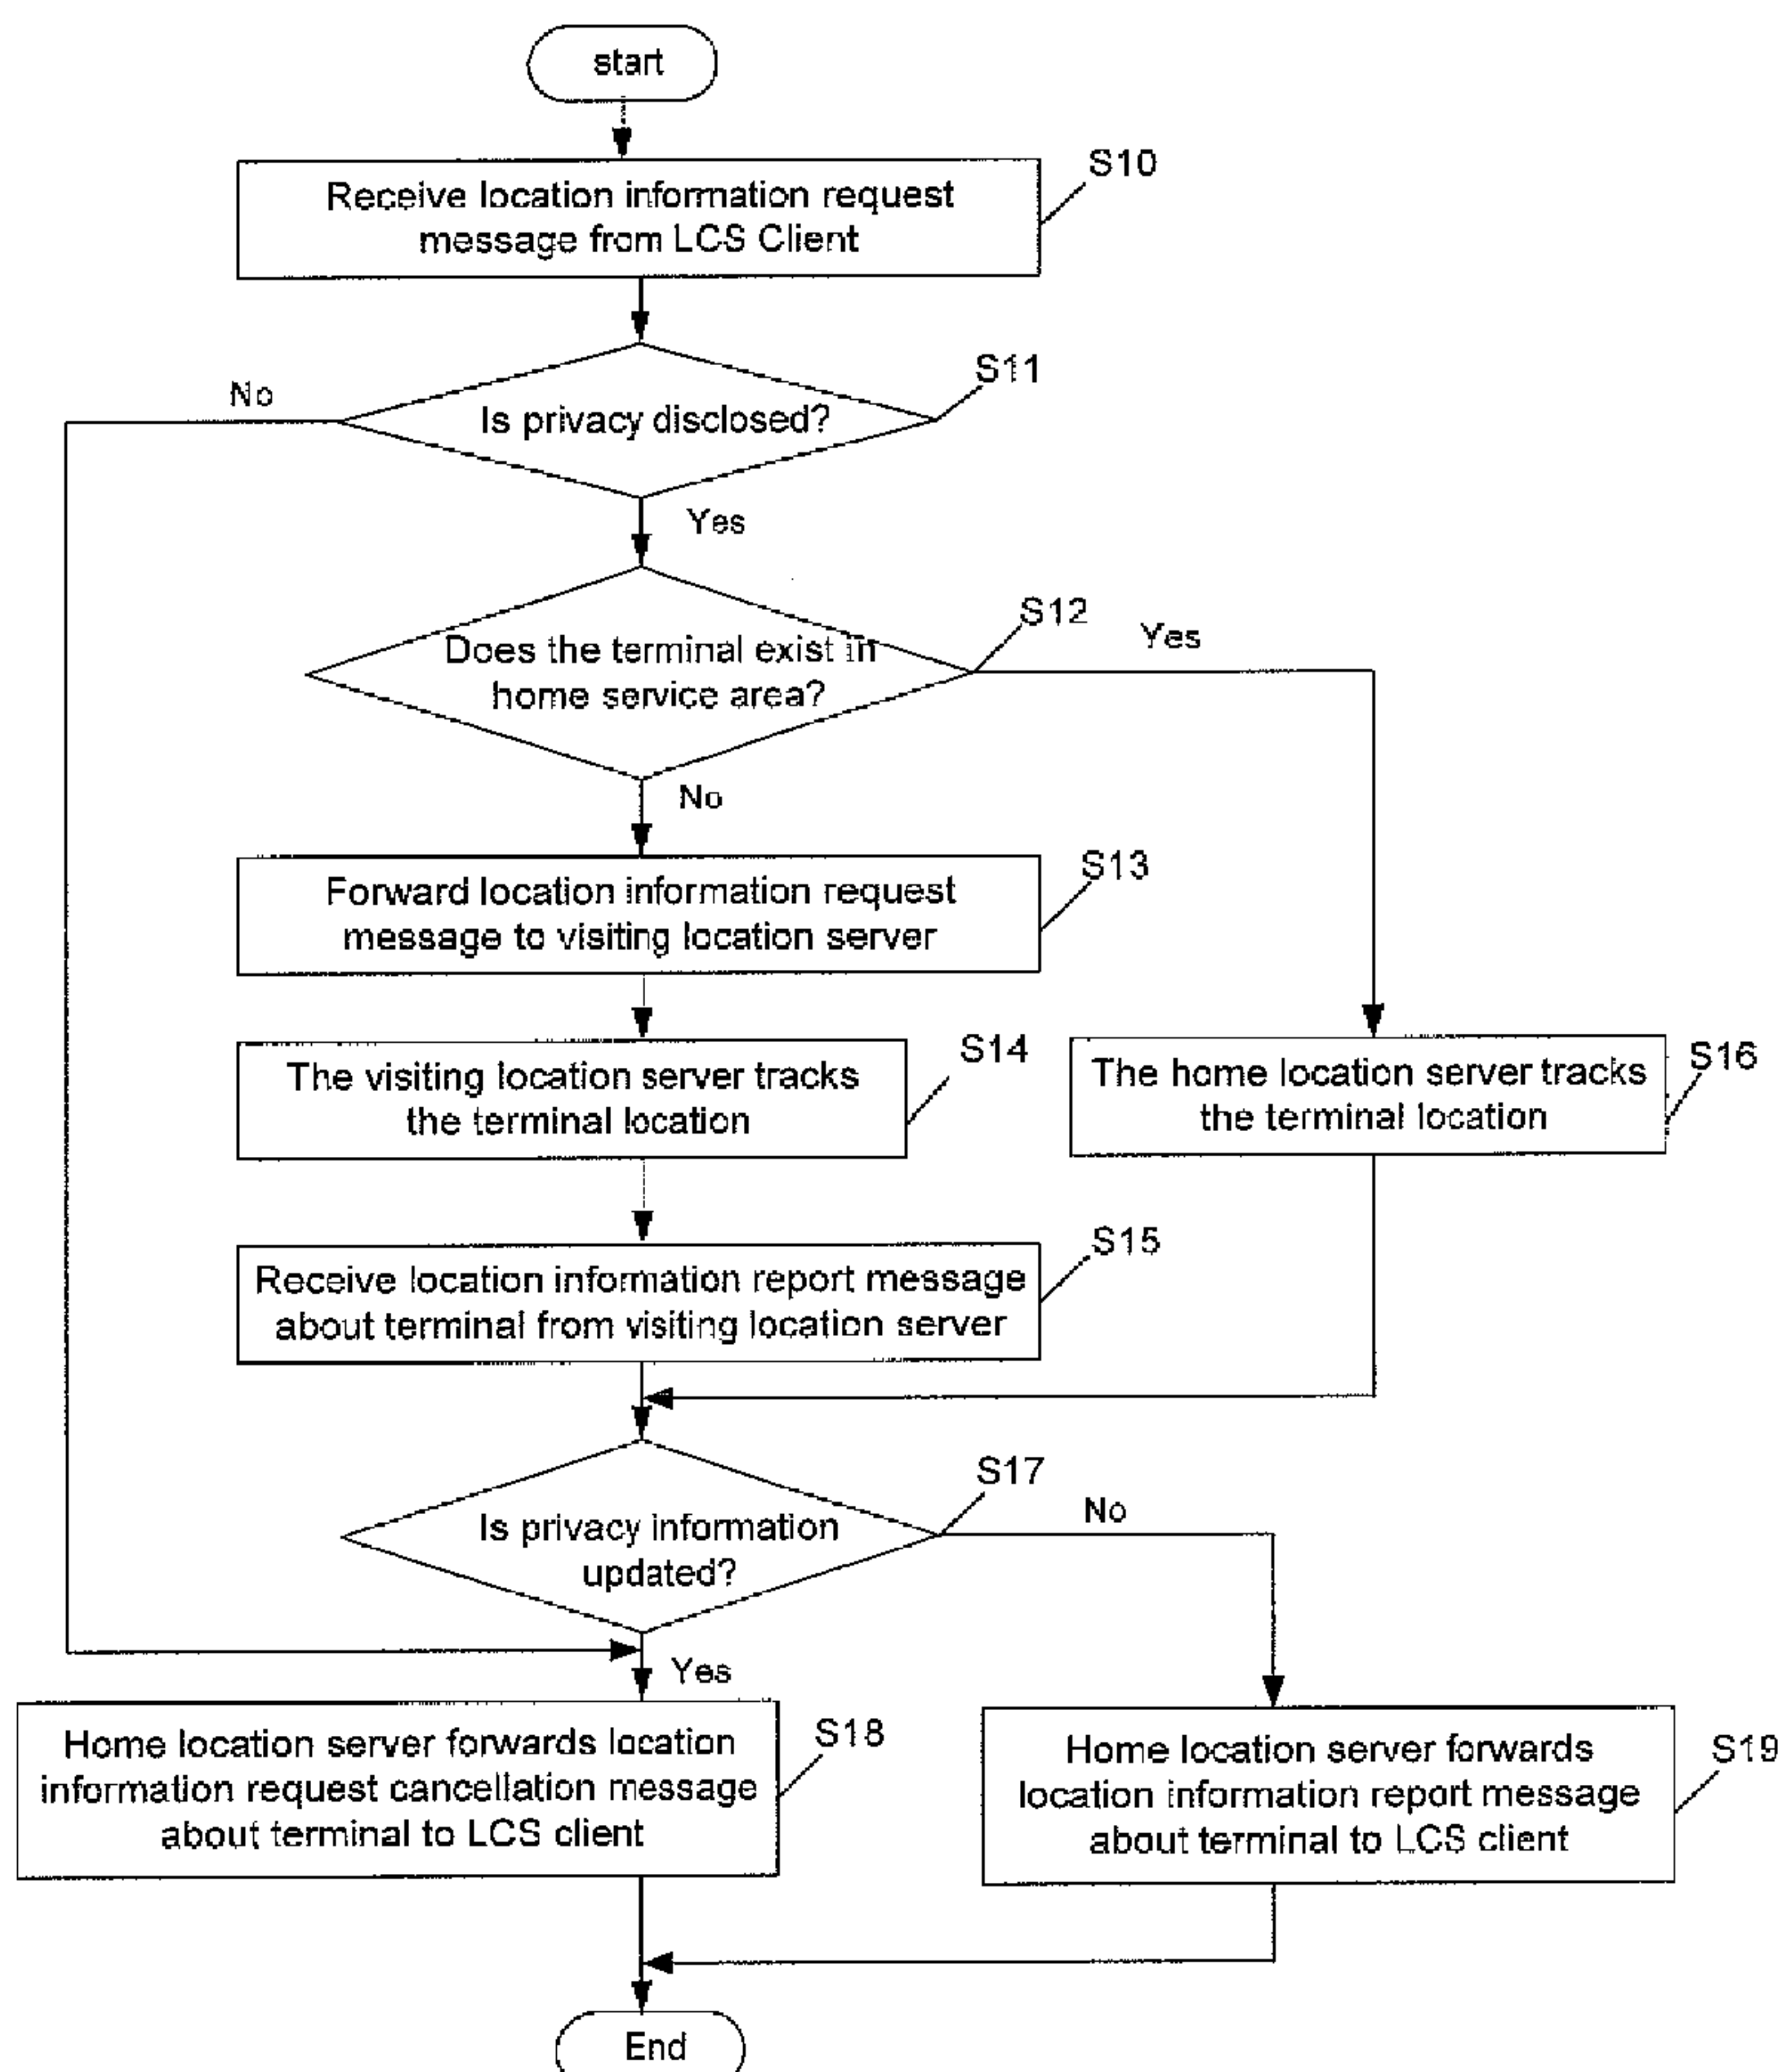 start
S10
Receive location information request
message from LCS Client
S11
No
Is privacy disclosed?
Yes
S12
Yes
Does the terminal exist in
home service area?
No
S13
Forward location information request
message to visiting location server
S14
The visiting location server tracks
the terminal location
S16
The home location server tracks
the terminal location
S15
Receive location information report message
about terminal from visiting location server
S17
No
Is privacy information
updated?
Yes
S18
Home location server forwards location
information request cancellation message
about terminal to LCS client
S19
Home location server forwards
location information report message
about terminal to LCS client
End